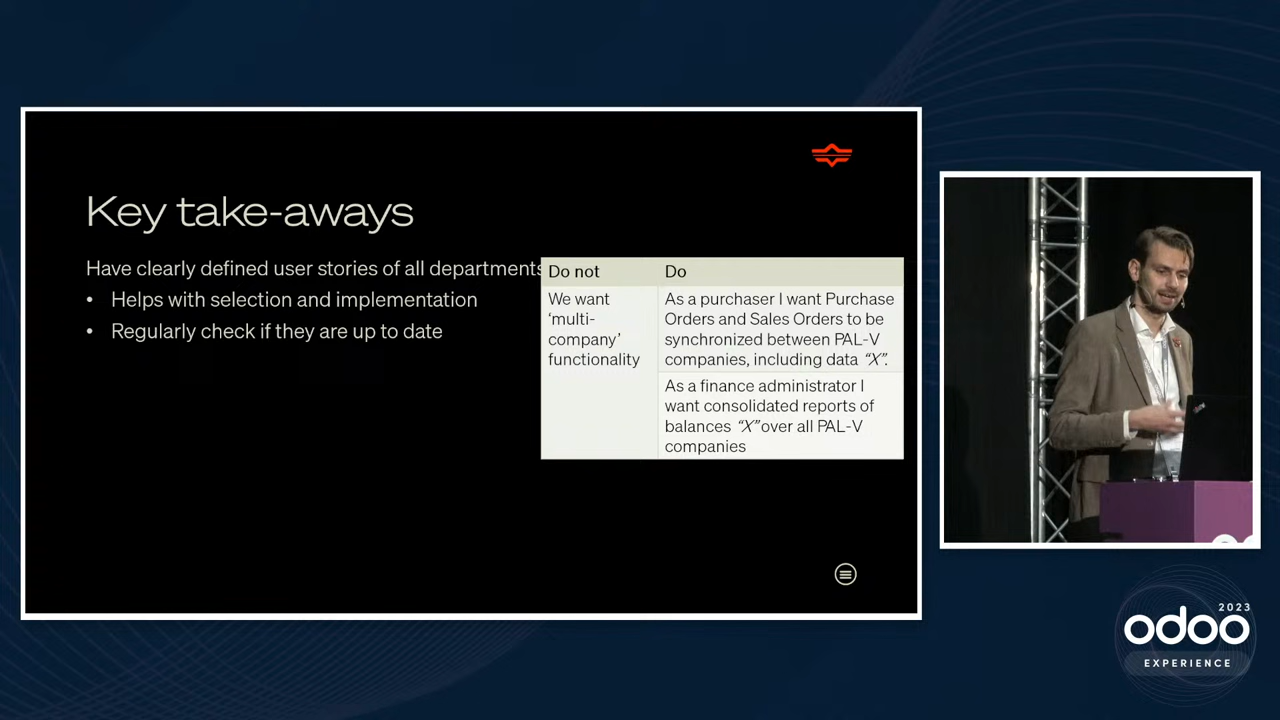 Key take-aways
Have clearly defined user stories of all departments
• Helps with selection and implementation
• Regularly check if they are up to date
Do not
Do
We want
‘multi-
company’
functionality
As a purchaser I want Purchase
Orders and Sales Orders to be
synchronized between PAL-V
companies, including data “X”.
As a finance administrator I
want consolidated reports of
balances “X” over all PAL-V
companies
2023
odoo
EXPERIENCE